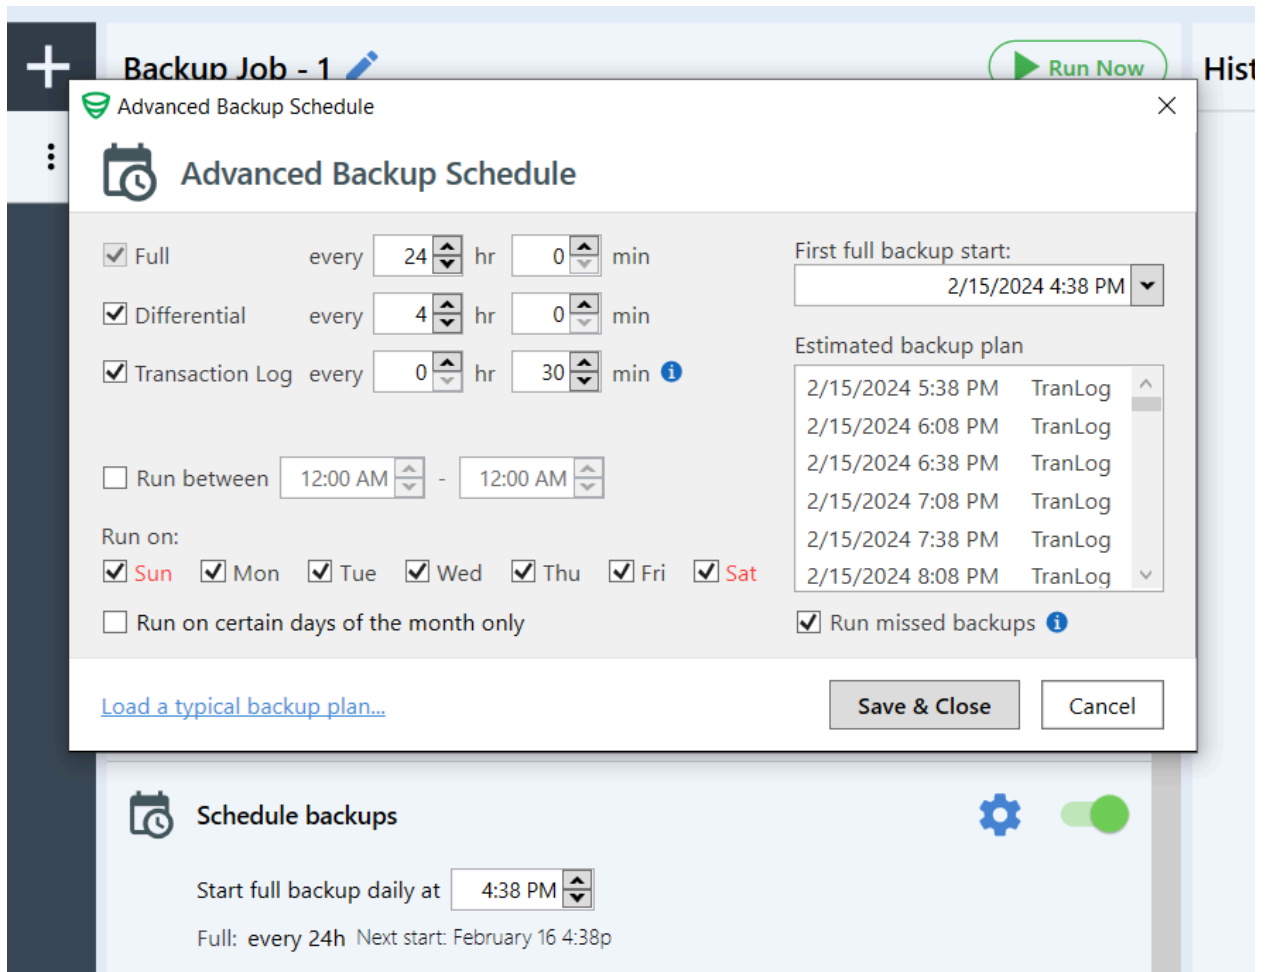 Backup Job - 1
Run Now
Hist
Advanced Backup Schedule
Advanced Backup Schedule
Full every 24 hr 0 min
Differential every 4 hr 0 min
Transaction Log every 0 hr 30 min
Run between 12:00 AM - 12:00 AM
Run on:
Sun Mon Tue Wed Thu Fri Sat
Run on certain days of the month only
First full backup start:
2/15/2024 4:38 PM
Estimated backup plan
2/15/2024 5:38 PM TranLog
2/15/2024 6:08 PM TranLog
2/15/2024 6:38 PM TranLog
2/15/2024 7:08 PM TranLog
2/15/2024 7:38 PM TranLog
2/15/2024 8:08 PM TranLog
Run missed backups
Load a typical backup plan...
Save & Close
Cancel
Schedule backups
Start full backup daily at 4:38 PM
Full: every 24h Next start: February 16 4:38p